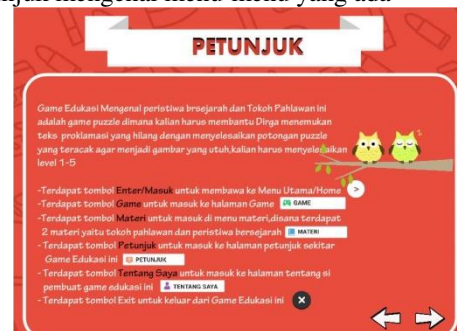 njuk mengenai menu-menu yang ada
PETUNJUK
Game Edukasi Mengenal peristiwa brsejarah dan Tokoh Pahlawan ini
adalah game puzzle dimana kalian harus membantu Dirga menemukan
teks proklamasi yang hilang dengan menyelesaikan potongan puzzle
yang teracak agar menjadi gambar yang utuh,kalian harus menyelesaikan
level 1-5
-Terdapat tombol Enter/Masuk untuk membawa ke Menu Utama/Home >
-Terdapat tombol Game untuk masuk ke halaman Game GAME
-Terdapat tombol Materi untuk masuk di menu materi,disana terdapat
2 materi yaitu tokoh pahlawan dan peristiwa bersejarah MATERI
- Terdapat tombol Petunjuk untuk masuk ke halaman petunjuk sekitar
Game Edukasi ini PETUNJUK
- Terdapat tombol Tentang Saya untuk masuk ke halaman tentang si
pembuat game edukasi ini TENTANG SAYA
- Terdapat tombol Exit untuk keluar dari Game Edukasi ini X